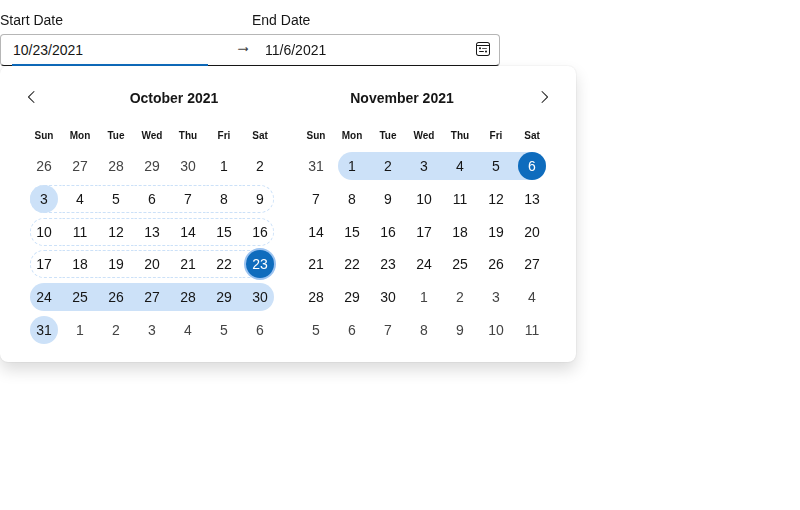 Start Date End Date
10/23/2021 → 11/6/2021
October 2021 November 2021
Sun Mon Tue Wed Thu Fri Sat Sun Mon Tue Wed Thu Fri Sat
26 27 28 29 30 1 2 31 1 2 3 4 5 6
3 4 5 6 7 8 9 7 8 9 10 11 12 13
10 11 12 13 14 15 16 14 15 16 17 18 19 20
17 18 19 20 21 22 23 21 22 23 24 25 26 27
24 25 26 27 28 29 30 28 29 30 1 2 3 4
31 1 2 3 4 5 6 5 6 7 8 9 10 11